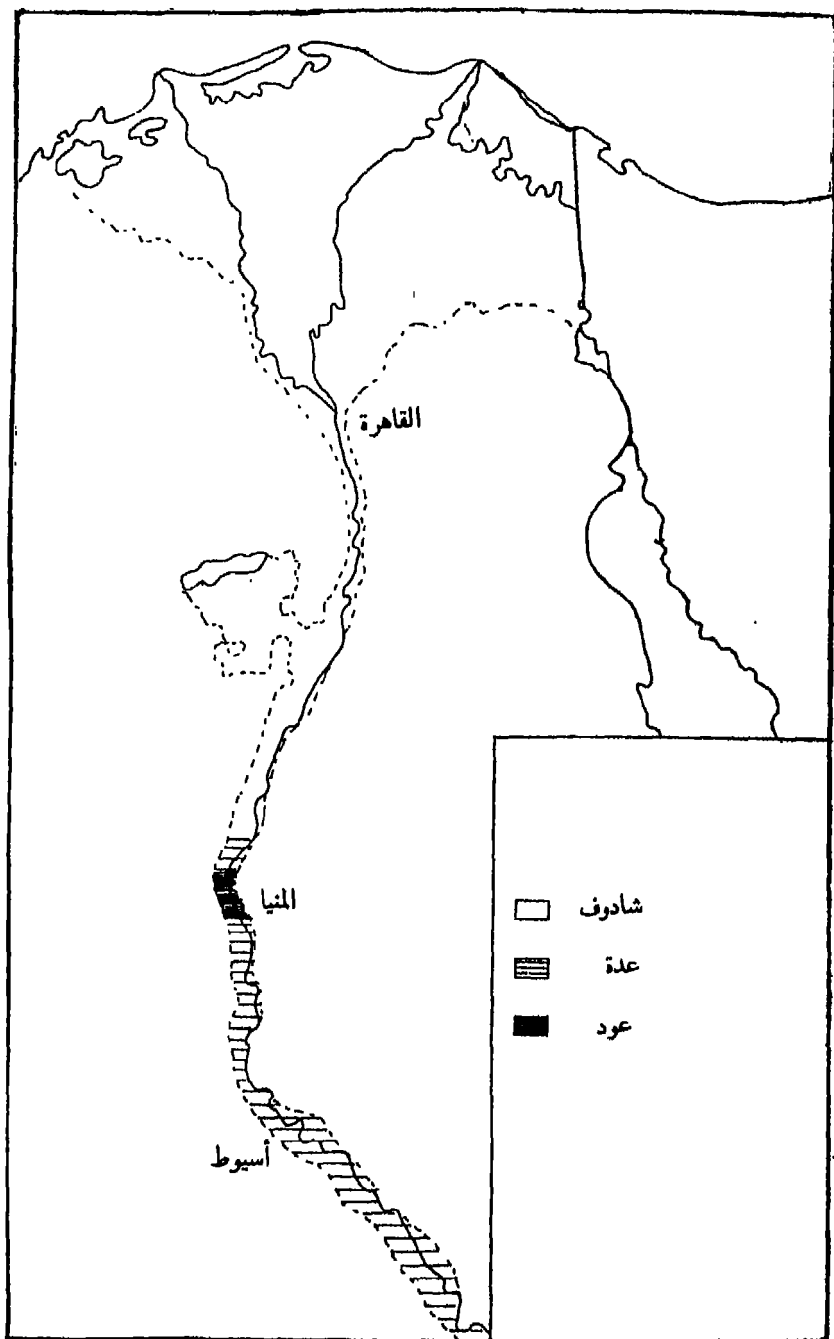 القاهرة
المنيا
أسيوط
شادوف
عدة
عود